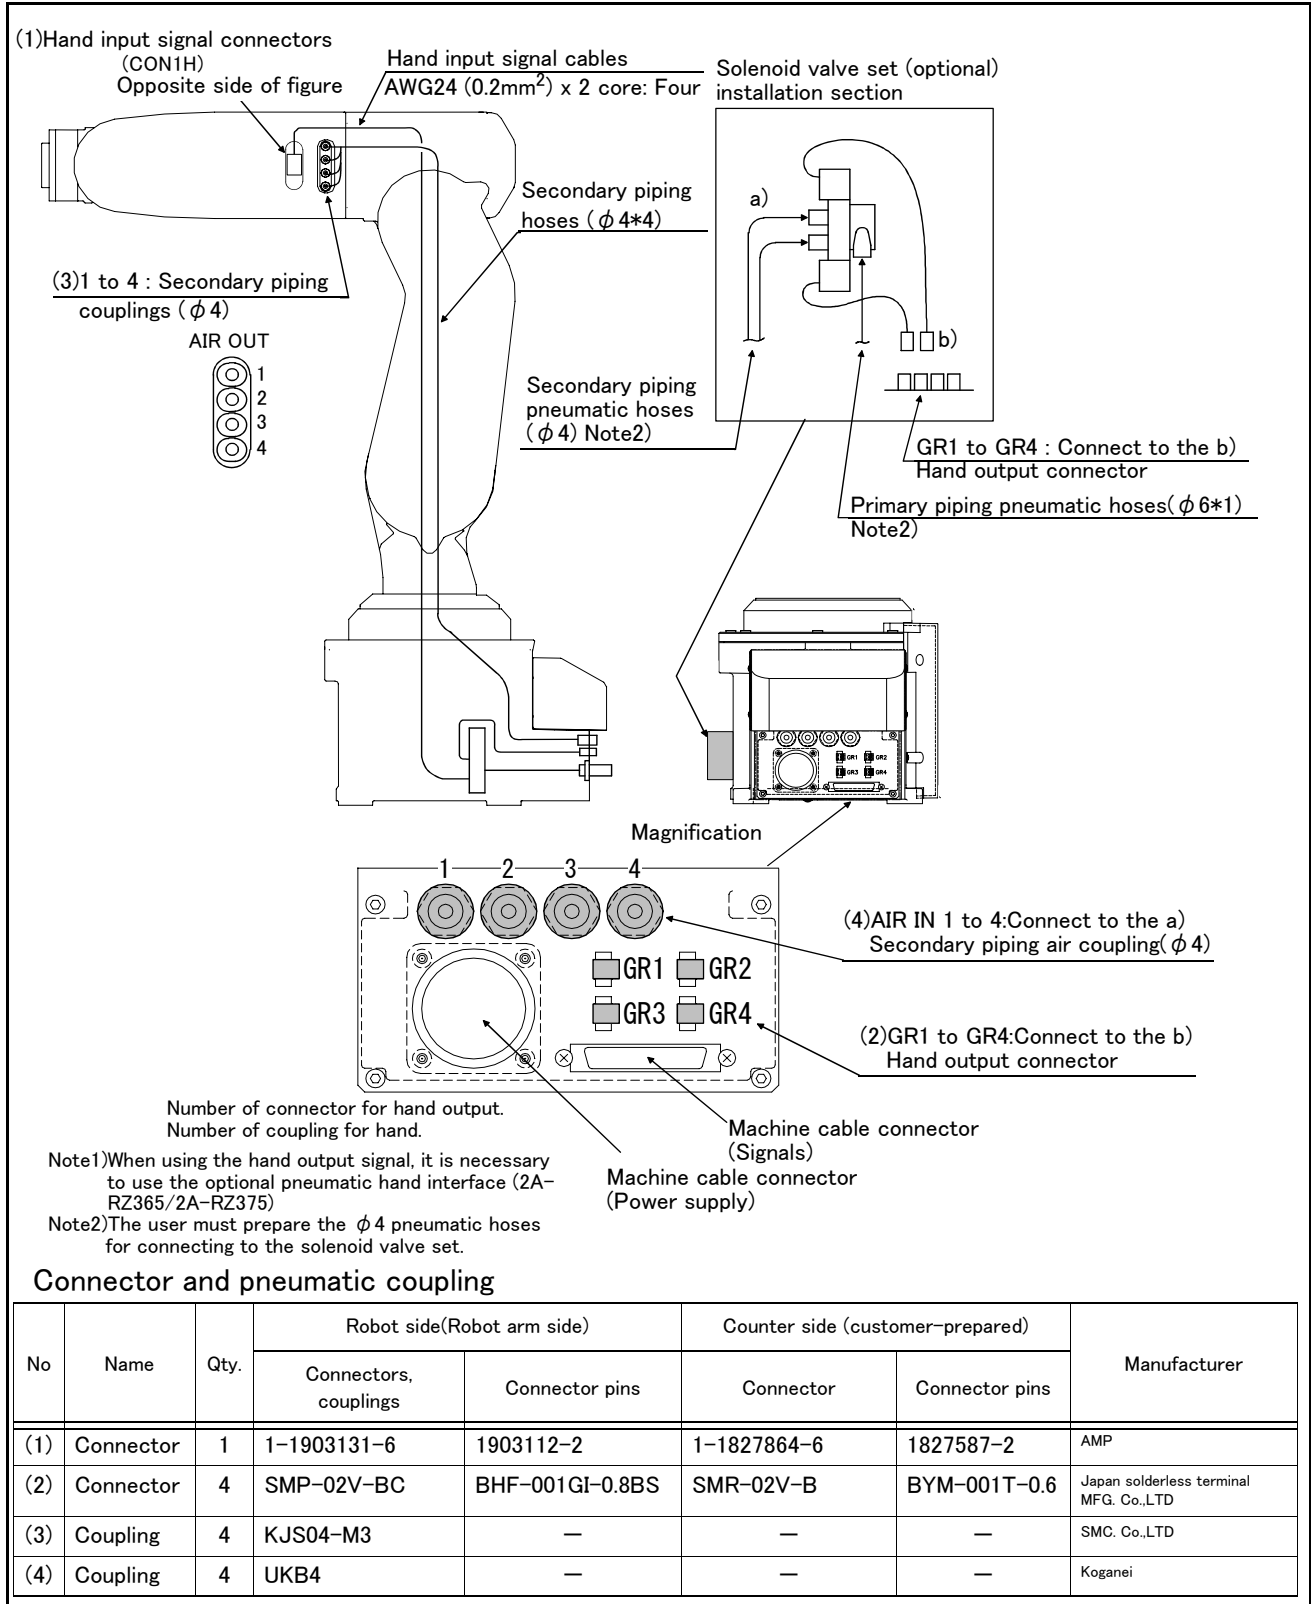 (1)Hand input signal connectors
(CON1H)
Opposite side of figure
Hand input signal cables
AWG24 (0.2mm2) x 2 core: Four
Solenoid valve set (optional)
installation section
a)
b)
Secondary piping
hoses (φ4*4)
(3)1 to 4 : Secondary piping
couplings (φ4)
AIR OUT
1
2
3
4
Secondary piping
pneumatic hoses
(φ4) Note2)
GR1 to GR4 : Connect to the b)
Hand output connector
Primary piping pneumatic hoses(φ6*1)
Note2)
GR1 GR2
GR3 GR4
Magnification
1 2 3 4
GR1 GR2
GR3 GR4
(4)AIR IN 1 to 4:Connect to the a)
Secondary piping air coupling(φ4)
(2)GR1 to GR4:Connect to the b)
Hand output connector
Machine cable connector
(Signals)
Machine cable connector
(Power supply)
Number of connector for hand output.
Number of coupling for hand.
Note1)When using the hand output signal, it is necessary
to use the optional pneumatic hand interface (2A-
RZ365/2A-RZ375)
Note2)The user must prepare the φ4 pneumatic hoses
for connecting to the solenoid valve set.
Connector and pneumatic coupling
No Name Qty. Robot side(Robot arm side) Counter side (customer-prepared) Manufacturer
Connectors, couplings Connector pins Connector Connector pins
(1) Connector 1 1-1903131-6 1903112-2 1-1827864-6 1827587-2 AMP
(2) Connector 4 SMP-02V-BC BHF-001GI-0.8BS SMR-02V-B BYM-001T-0.6 Japan solderless terminal
MFG. Co.,LTD
(3) Coupling 4 KJS04-M3 － － － SMC. Co.,LTD
(4) Coupling 4 UKB4 － － － Koganei